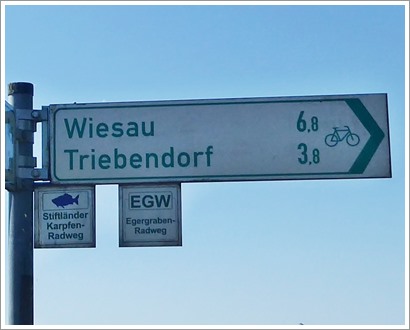 Wiesau 6,8
Triebendorf 3,8
Stiftländer
Karpfen-
Radweg
EGW
Egergraben-
Radweg